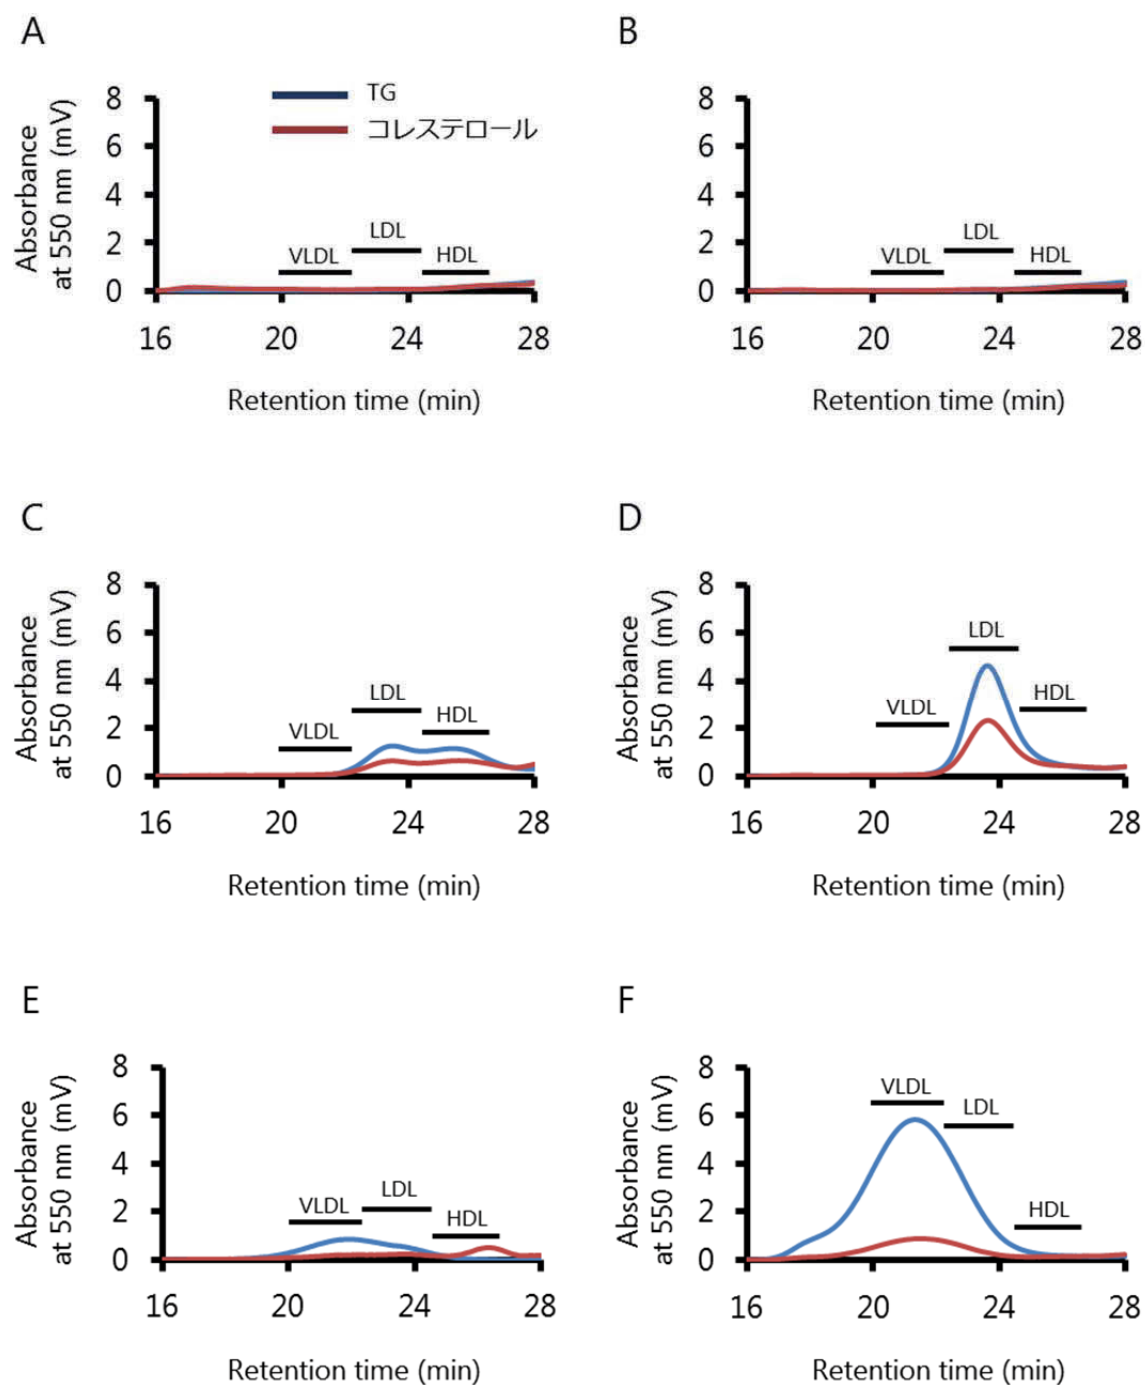 A
B
TG
コレステロール
Absorbance
at 550 nm (mV)
8
6
4
2
0
VLDL
LDL
HDL
16
20
24
28
Retention time (min)
Absorbance
at 550 nm (mV)
8
6
4
2
0
VLDL
LDL
HDL
16
20
24
28
Retention time (min)
C
D
Absorbance
at 550 nm (mV)
8
6
4
2
0
VLDL
LDL
HDL
16
20
24
28
Retention time (min)
Absorbance
at 550 nm (mV)
8
6
4
2
0
VLDL
LDL
HDL
16
20
24
28
Retention time (min)
E
F
Absorbance
at 550 nm (mV)
8
6
4
2
0
VLDL
LDL
HDL
16
20
24
28
Retention time (min)
Absorbance
at 550 nm (mV)
8
6
4
2
0
VLDL
LDL
HDL
16
20
24
28
Retention time (min)